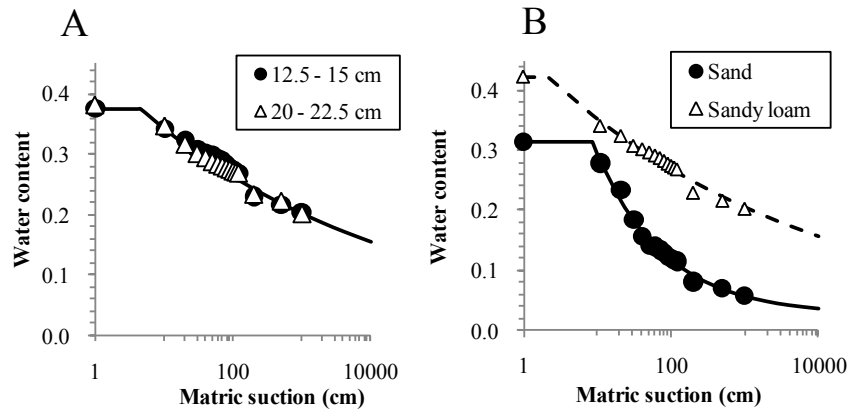 A
12.5 - 15 cm
20 - 22.5 cm
Water content
0.4
0.3
0.2
0.1
0.0
1
100
10000
Matric suction (cm)
B
Sand
Sandy loam
Water content
0.4
0.3
0.2
0.1
0.0
1
100
10000
Matric suction (cm)